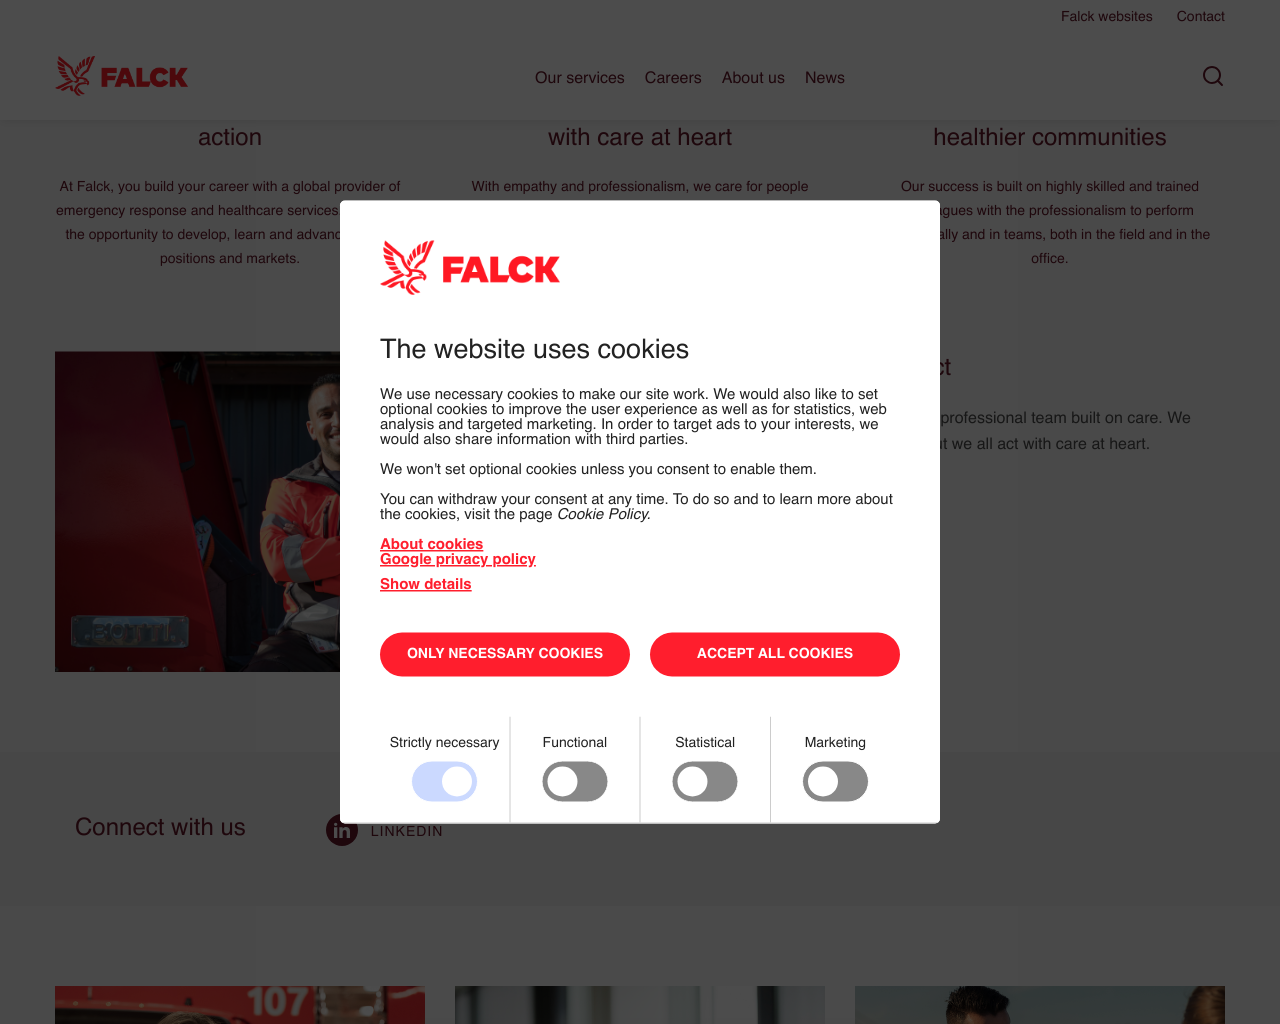 Falck websites Contact
FALCK
Our services Careers About us News
action
with care at heart
healthier communities
At Falck, you build your career with a global provider of
emergency response and healthcare services
the opportunity to develop, learn and
positions and markets.
With empathy and professionalism, we care for people
Our success is built on highly skilled and trained
with the professionalism to perform
and in teams, both in the field and in the
office.
professional team built on care. We
we all act with care at heart.
FALCK
The website uses cookies
We use necessary cookies to make our site work. We would also like to set
optional cookies to improve the user experience as well as for statistics, web
analysis and targeted marketing. In order to target ads to your interests, we
would also share information with third parties.
We won't set optional cookies unless you consent to enable them.
You can withdraw your consent at any time. To do so and to learn more about
the cookies, visit the page Cookie Policy.
About cookies
Google privacy policy
Show details
ONLY NECESSARY COOKIES
ACCEPT ALL COOKIES
Strictly necessary
Functional
Statistical
Marketing
Connect with us
in LINKEDIN
107